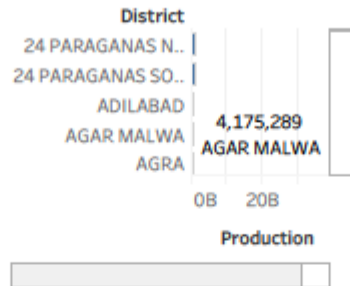 District
24 PARAGANAS N..
24 PARAGANAS SO..
ADILABAD
AGAR MALWA
AGRA
4,175,289
AGAR MALWA
0B 20B
Production